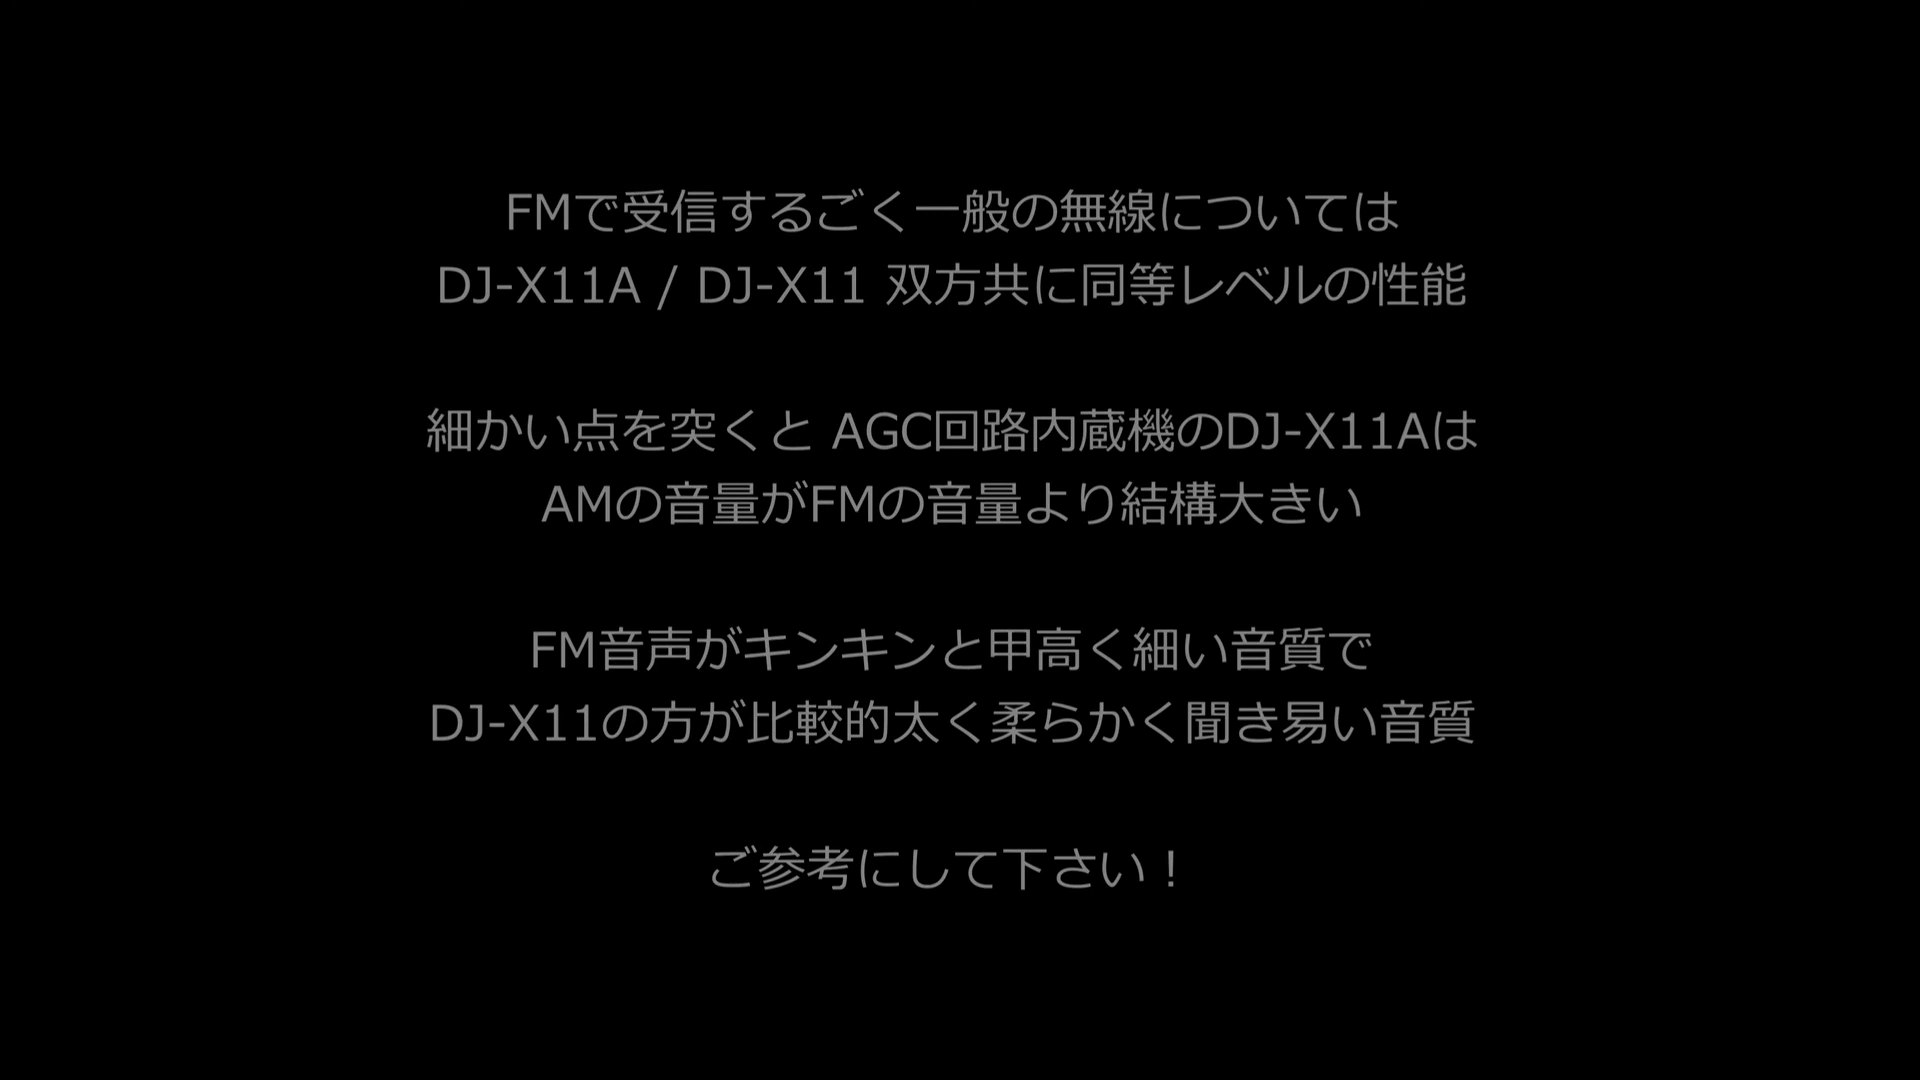 FMで受信するごく一般の無線については
DJ-X11A / DJ-X11 双方共に同等レベルの性能
細かい点を突くと AGC回路内蔵機のDJ-X11Aは
AMの音量がFMの音量より結構大きい
FM音声がキンキンと甲高く細い音質で
DJ-X11の方が比較的太く柔らかく聞き易い音質
ご参考にして下さい！